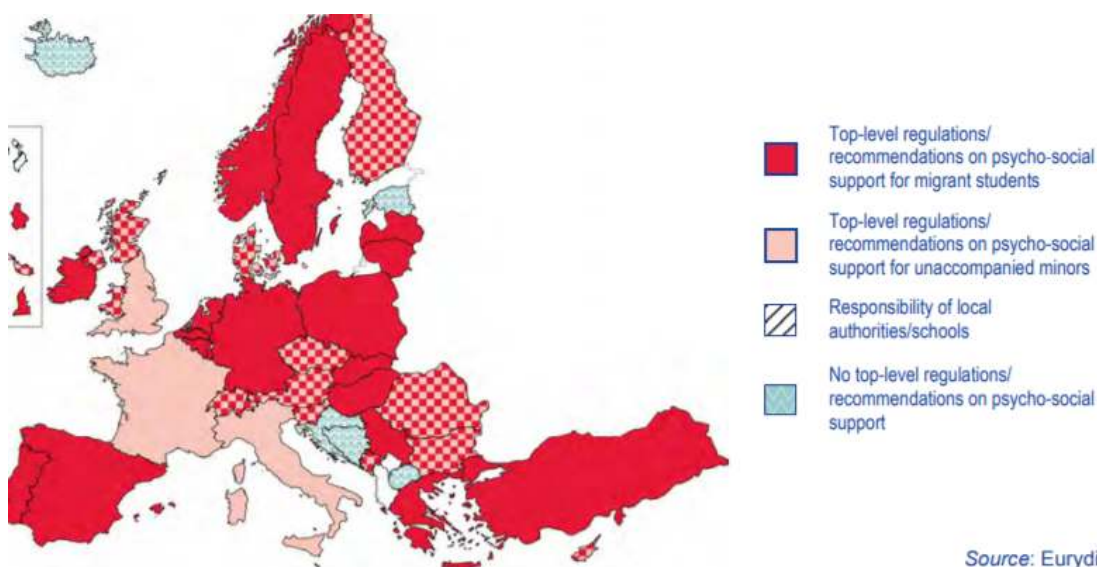 Top-level regulations/
recommendations on psycho-social
support for migrant students
Top-level regulations/
recommendations on psycho-social
support for unaccompanied minors
Responsibility of local
authorities/schools
No top-level regulations/
recommendations on psycho-social
support
Source: Eurydi